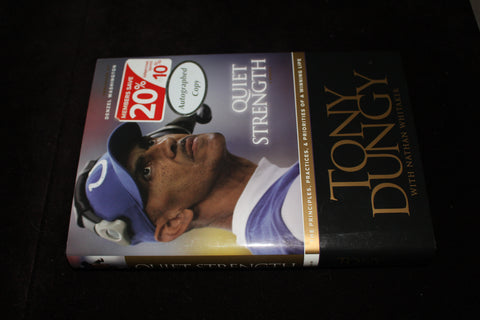 DENZEL WASHINGTON
MEMBERS SAVE
20%
10%
Autographed
Copy
QUIET
STRENGTH
THE PRINCIPLES, PRACTICES, & PRIORITIES OF A WINNING LIFE
TONY
DUNGY
WITH NATHAN WHITAKER
QUIET STRENGTH